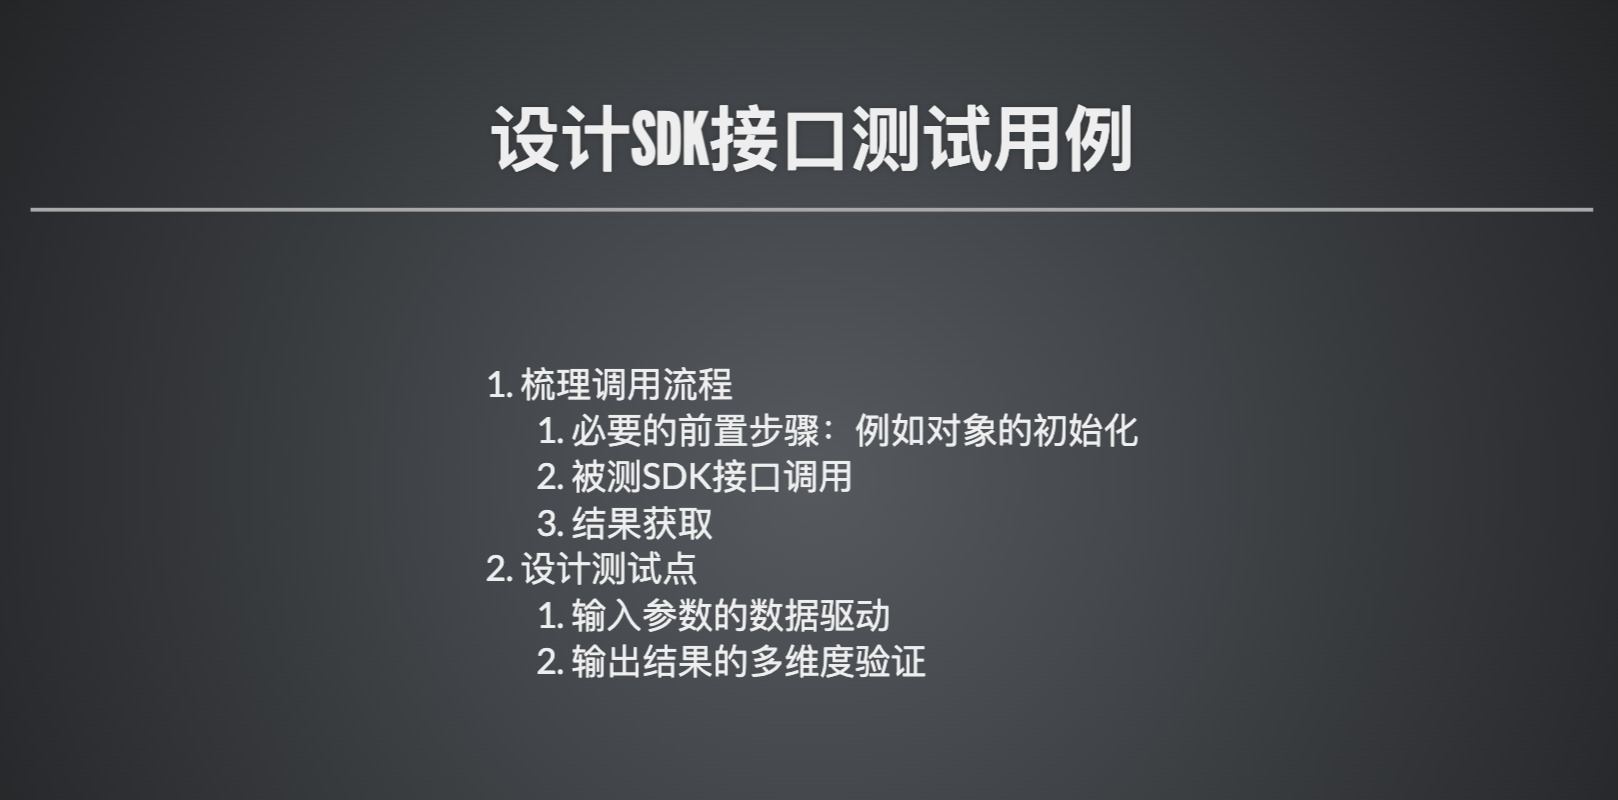 设计SDK接口测试用例
1. 梳理调用流程
1. 必要的前置步骤：例如对象的初始化
2. 被测SDK接口调用
3. 结果获取
2. 设计测试点
1. 输入参数的数据驱动
2. 输出结果的多维度验证